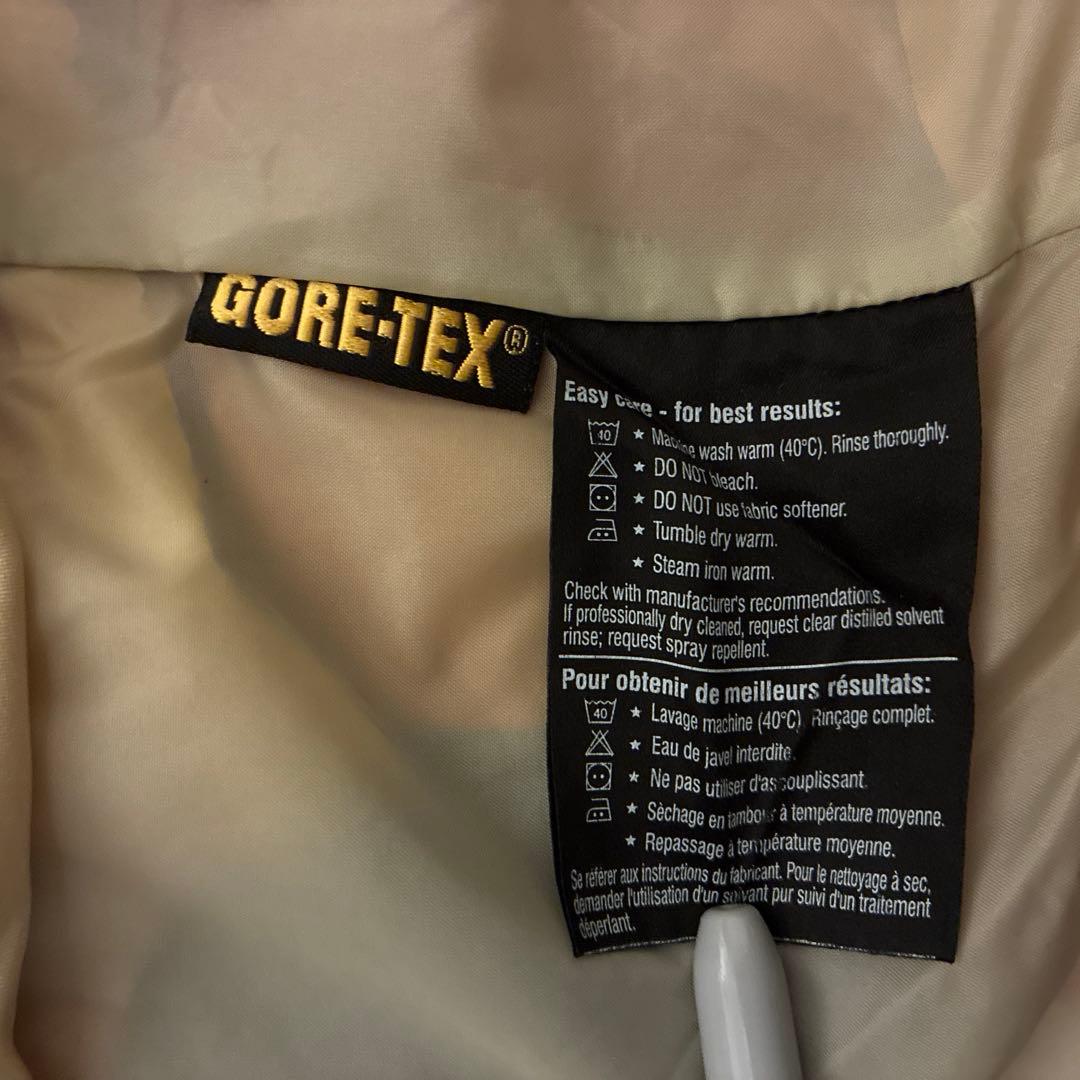 GORE-TEX®
Easy care - for best results:
40 ★ Machine wash warm (40°C). Rinse thoroughly.
★ DO NOT bleach.
★ DO NOT use fabric softener.
★ Tumble dry warm.
★ Steam iron warm.
Check with manufacturer's recommendations.
If professionally dry cleaned, request clear distilled solvent
rinse; request spray repellent.
Pour obtenir de meilleurs résultats:
40 ★ Lavage machine (40°C). Rinçage complet.
★ Eau de javel interdite.
★ Ne pas utiliser d'assouplissant.
★ Sèchage en tambour à température moyenne.
★ Repassage à température moyenne.
Se référer aux instructions du fabricant. Pour le nettoyage à sec,
demander l'utilisation d'un solvant pur suivi d'un traitement
déperlant.